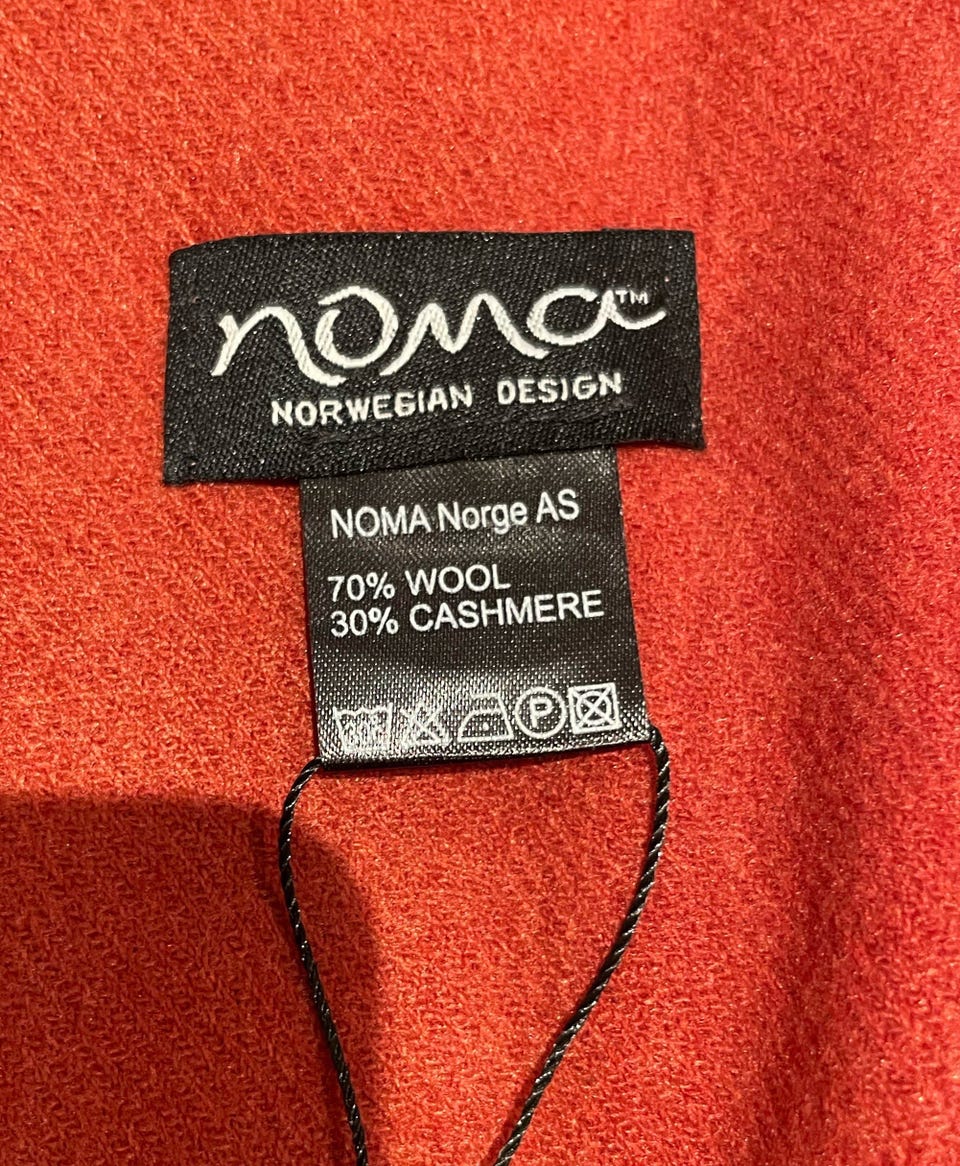 noma™
NORWEGIAN DESIGN
NOMA Norge AS
70% WOOL
30% CASHMERE
P